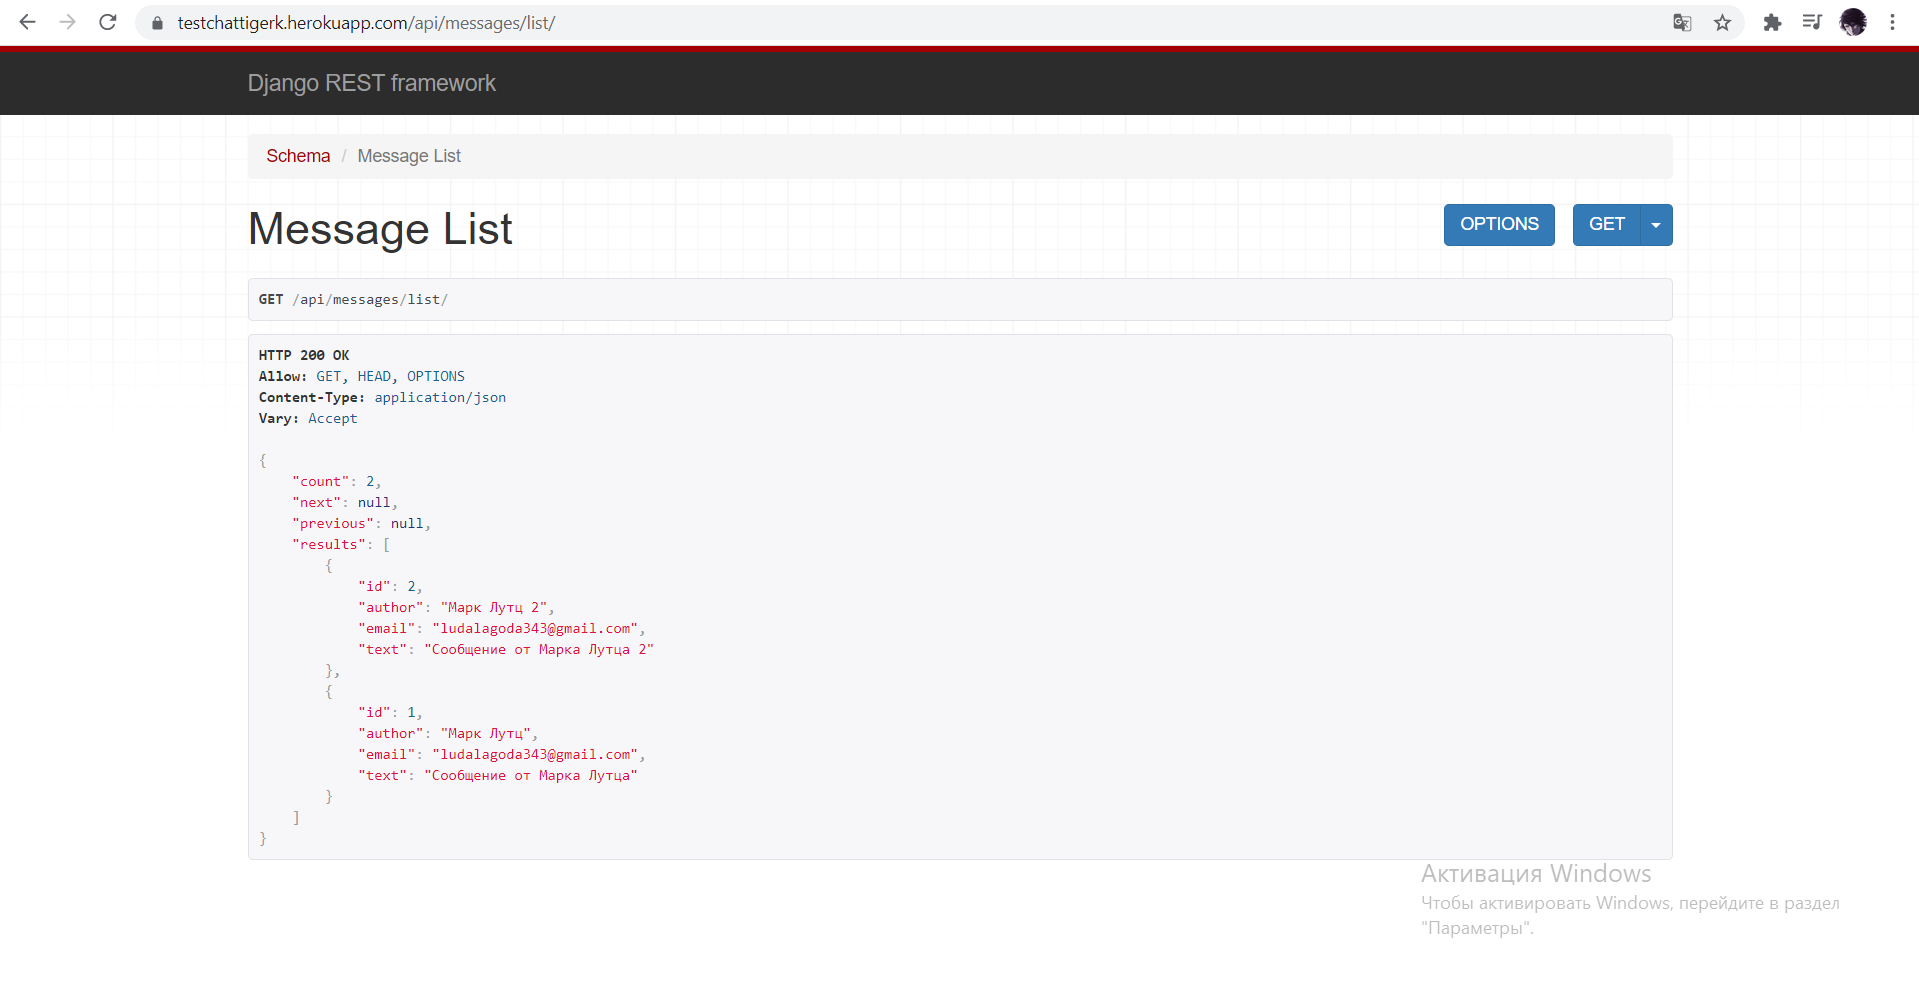 testchattigerk.herokuapp.com/api/messages/list/
Django REST framework
Schema / Message List
Message List
OPTIONS
GET
GET /api/messages/list/
HTTP 200 OK
Allow: GET, HEAD, OPTIONS
Content-Type: application/json
Vary: Accept
{
"count": 2,
"next": null,
"previous": null,
"results": [
{
"id": 2,
"author": "Марк Лутц 2",
"email": "ludalagoda343@gmail.com",
"text": "Сообщение от Марка Лутца 2"
},
{
"id": 1,
"author": "Марк Лутц",
"email": "ludalagoda343@gmail.com",
"text": "Сообщение от Марка Лутца"
}
]
}
Активация Windows
Чтобы активировать Windows, перейдите в раздел
"Параметры".